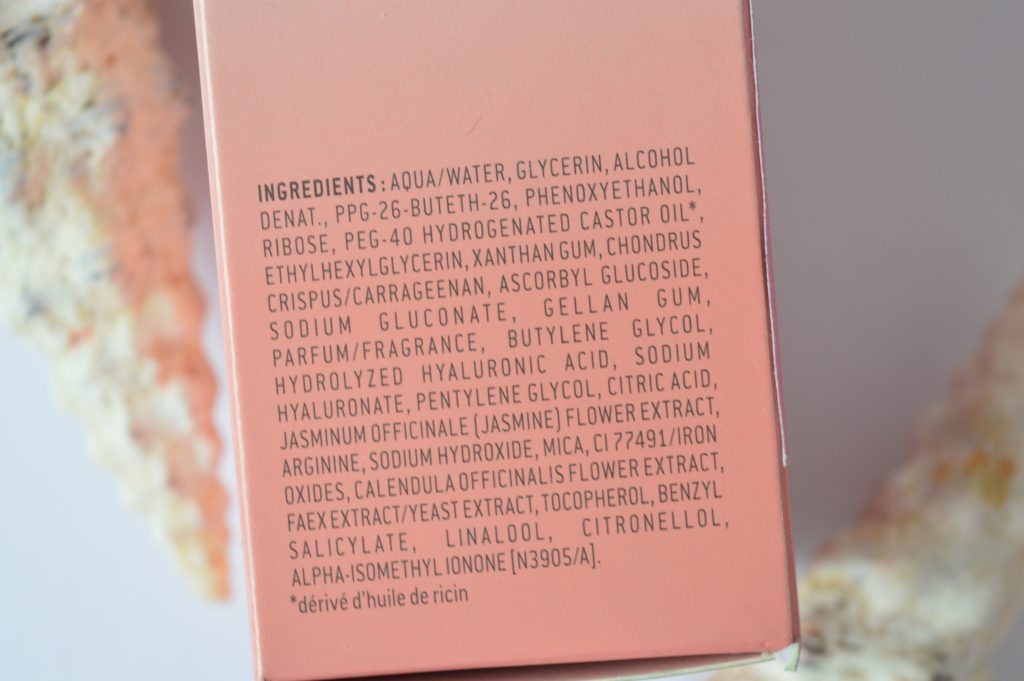 INGREDIENTS : AQUA/WATER, GLYCERIN, ALCOHOL
DENAT., PPG-26-BUTETH-26, PHENOXYETHANOL,
RIBOSE, PEG-40 HYDROGENATED CASTOR OIL*,
ETHYLHEXYLGLYCERIN, XANTHAN GUM, CHONDRUS
CRISPUS/CARRAGEENAN, ASCORBYL GLUCOSIDE,
SODIUM GLUCONATE, GELLAN GUM,
PARFUM/FRAGRANCE, BUTYLENE GLYCOL,
HYDROLYZED HYALURONIC ACID, SODIUM
HYALURONATE, PENTYLENE GLYCOL, CITRIC ACID,
JASMINUM OFFICINALE (JASMINE) FLOWER EXTRACT,
ARGININE, SODIUM HYDROXIDE, MICA, CI 77491/IRON
OXIDES, CALENDULA OFFICINALIS FLOWER EXTRACT,
FAEX EXTRACT/YEAST EXTRACT, TOCOPHEROL, BENZYL
SALICYLATE, LINALOOL, CITRONELLOL,
ALPHA-ISOMETHYL IONONE [N3905/A].
*dérivé d'huile de ricin